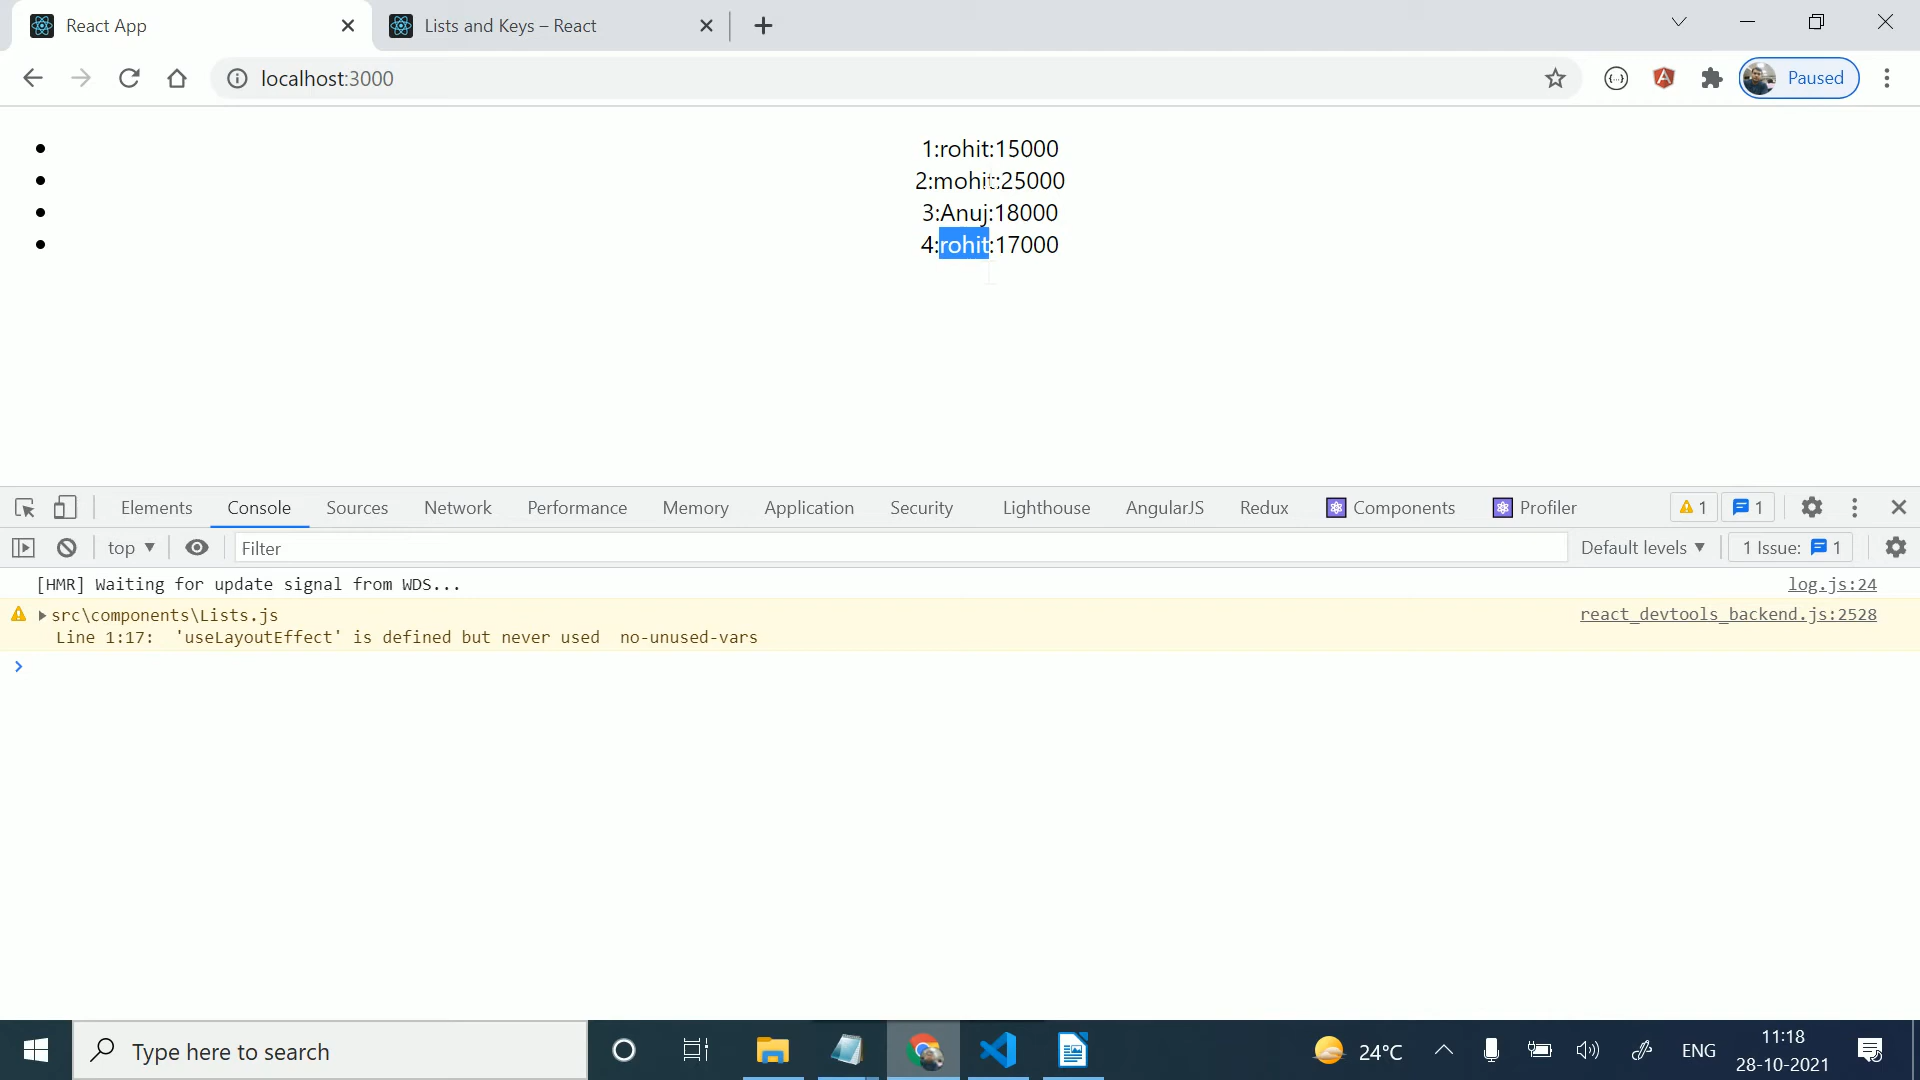 React App
Lists and Keys – React
localhost:3000
Paused
1:rohit:15000
2:mohit:25000
3:Anuj:18000
4:rohit:17000
Elements Console Sources Network Performance Memory Application Security Lighthouse AngularJS Redux Components Profiler 1 1
top Filter Default levels 1 Issue: 1
[HMR] Waiting for update signal from WDS... log.js:24
src\components\Lists.js react_devtools_backend.js:2528
Line 1:17: 'useLayoutEffect' is defined but never used no-unused-vars
Type here to search
24°C
ENG
11:18
28-10-2021